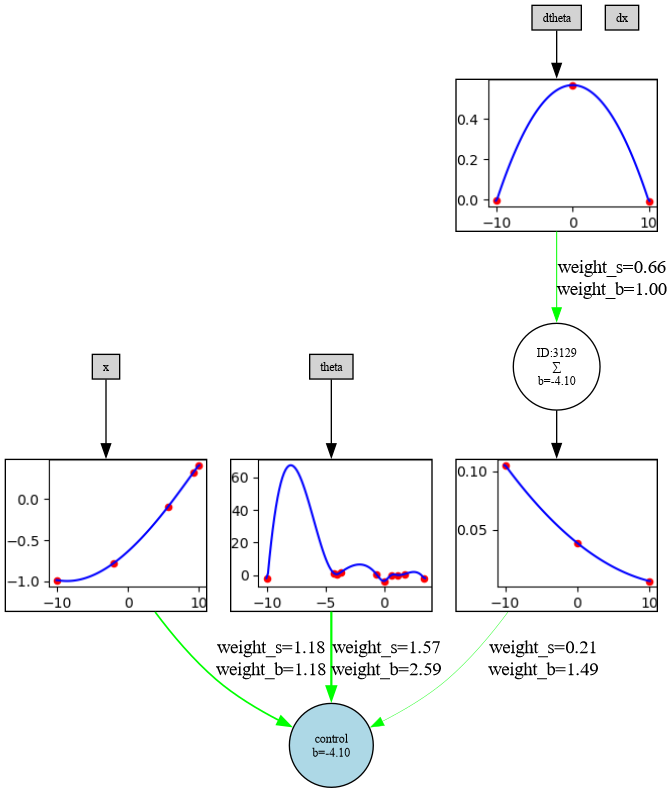 dtheta
dx
0.4
0.2
0.0
−10
0
10
weight_s=0.66
weight_b=1.00
ID:3129
∑
b=-4.10
x
theta
0.0
−0.5
−1.0
−10
0
10
60
40
20
0
−10
−5
0
0.10
0.05
−10
0
10
weight_s=1.18
weight_b=1.18
weight_s=1.57
weight_b=2.59
weight_s=0.21
weight_b=1.49
control
b=-4.10